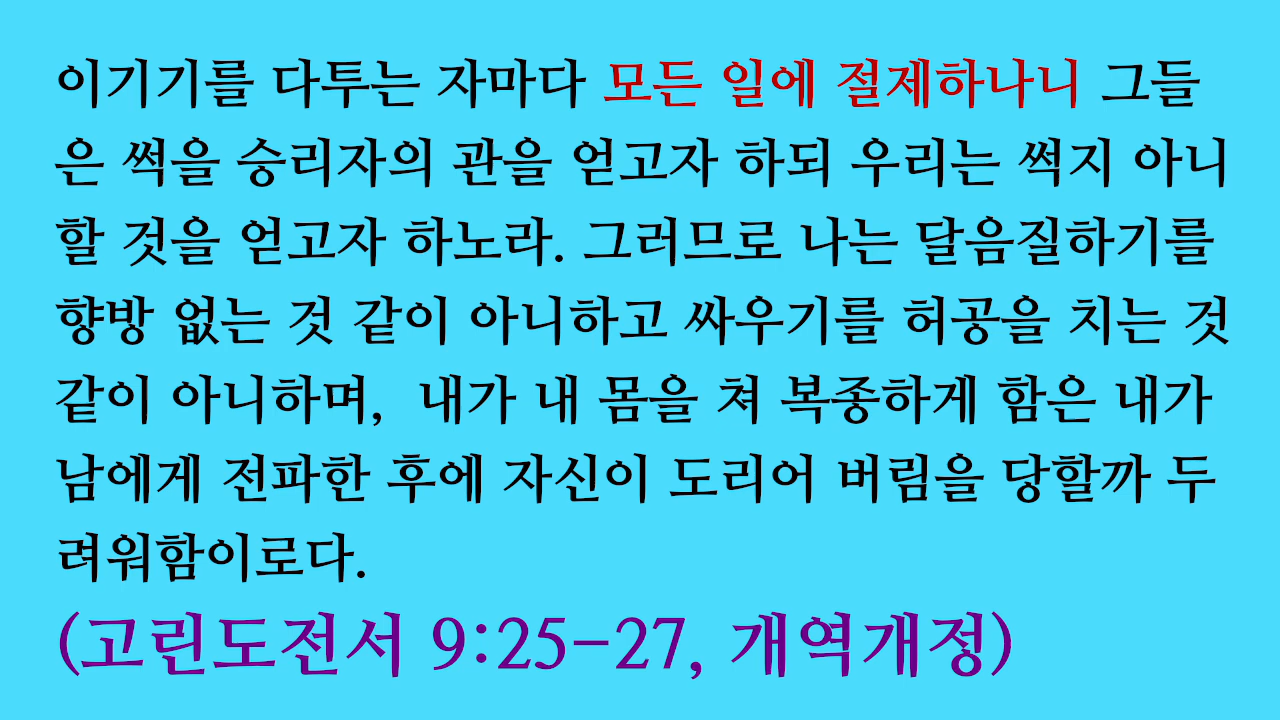 이기기를 다투는 자마다 모든 일에 절제하나니 그들
은 썩을 승리자의 관을 얻고자 하되 우리는 썩지 아니
할 것을 얻고자 하노라. 그러므로 나는 달음질하기를
향방 없는 것 같이 아니하고 싸우기를 허공을 치는 것
같이 아니하며,  내가 내 몸을 쳐 복종하게 함은 내가
남에게 전파한 후에 자신이 도리어 버림을 당할까 두
려워함이로다.
(고린도전서 9:25-27, 개역개정)